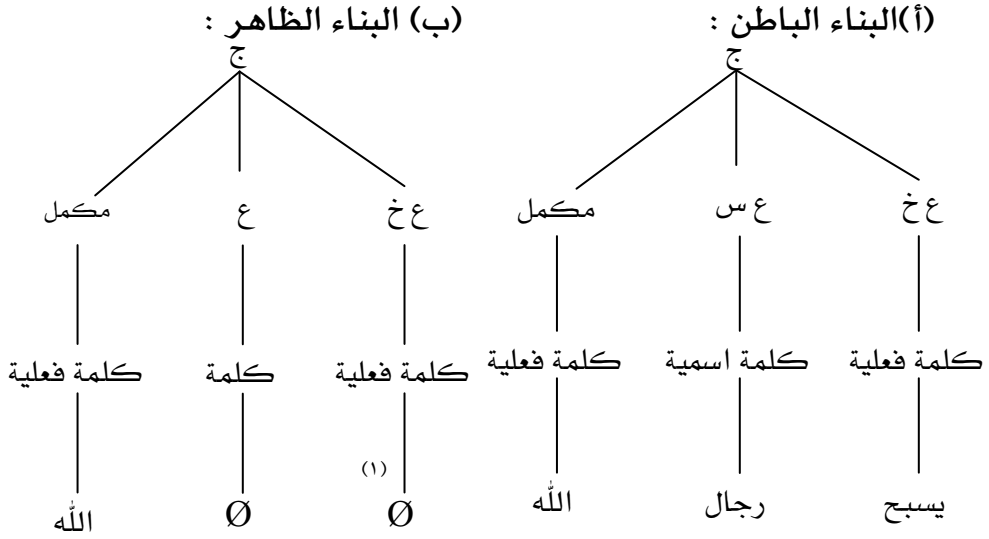 (أ)البناء الباطن : (ب) البناء الظاهر :
ج ج
ع خ ع س مكمل ع خ ع مكمل
كلمة فعلية كلمة اسمية كلمة فعلية كلمة فعلية كلمة كلمة فعلية
(١)
يسبح رجال الله Ø Ø الله